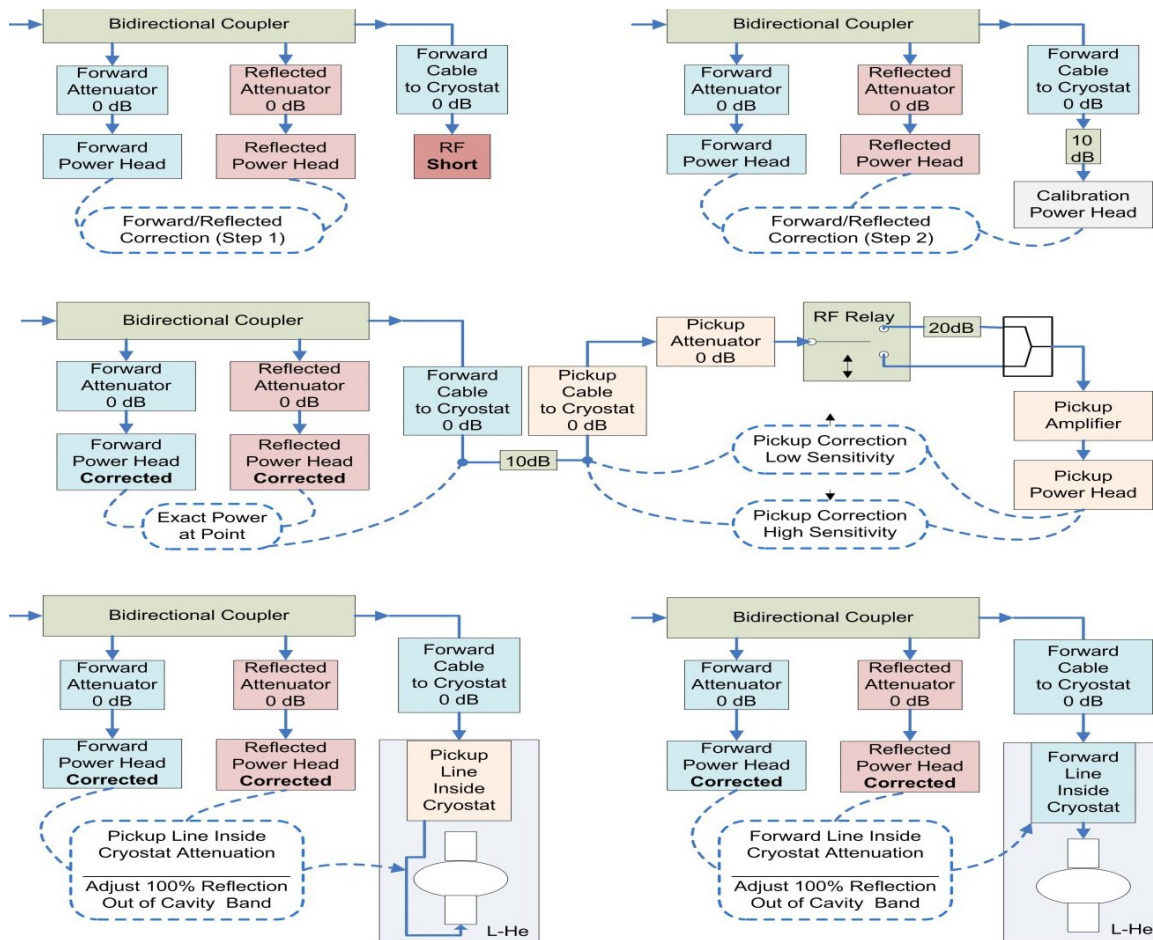 Bidirectional Coupler
Forward
Attenuator
0 dB
Reflected
Attenuator
0 dB
Forward
Cable
to Cryostat
0 dB
Forward
Power Head
Reflected
Power Head
RF
Short
Forward/Reflected
Correction (Step 1)
Bidirectional Coupler
Forward
Attenuator
0 dB
Reflected
Attenuator
0 dB
Forward
Cable
to Cryostat
0 dB
Forward
Power Head
Reflected
Power Head
10
dB
Calibration
Power Head
Forward/Reflected
Correction (Step 2)
Bidirectional Coupler
Forward
Attenuator
0 dB
Reflected
Attenuator
0 dB
Forward
Cable
to Cryostat
0 dB
Pickup
Cable
to Cryostat
0 dB
Pickup
Attenuator
0 dB
RF Relay
20dB
Forward
Power Head
Corrected
Reflected
Power Head
Corrected
10dB
Pickup
Amplifier
Pickup
Power Head
Exact Power
at Point
Pickup Correction
Low Sensitivity
Pickup Correction
High Sensitivity
Bidirectional Coupler
Forward
Attenuator
0 dB
Reflected
Attenuator
0 dB
Forward
Cable
to Cryostat
0 dB
Forward
Power Head
Corrected
Reflected
Power Head
Corrected
Pickup
Line
Inside
Cryostat
Pickup Line Inside
Cryostat Attenuation
Adjust 100% Reflection
Out of Cavity Band
L-He
Bidirectional Coupler
Forward
Attenuator
0 dB
Reflected
Attenuator
0 dB
Forward
Cable
to Cryostat
0 dB
Forward
Power Head
Corrected
Reflected
Power Head
Corrected
Forward
Line
Inside
Cryostat
Forward Line Inside
Cryostat Attenuation
Adjust 100% Reflection
Out of Cavity Band
L-He